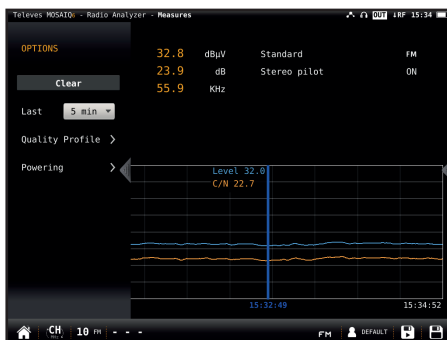 Televes MOSAIQ6 - Radio Analyzer - Measures
OUT ↓RF 15:34
OPTIONS
32.8 dBµV Standard FM
23.9 dB Stereo pilot ON
Clear
55.9 KHz
Last 5 min
Quality Profile >
Powering >
Level 32.0
C/N 22.7
15:32:49
15:34:52
CH
10 FM - - -
FM DEFAULT